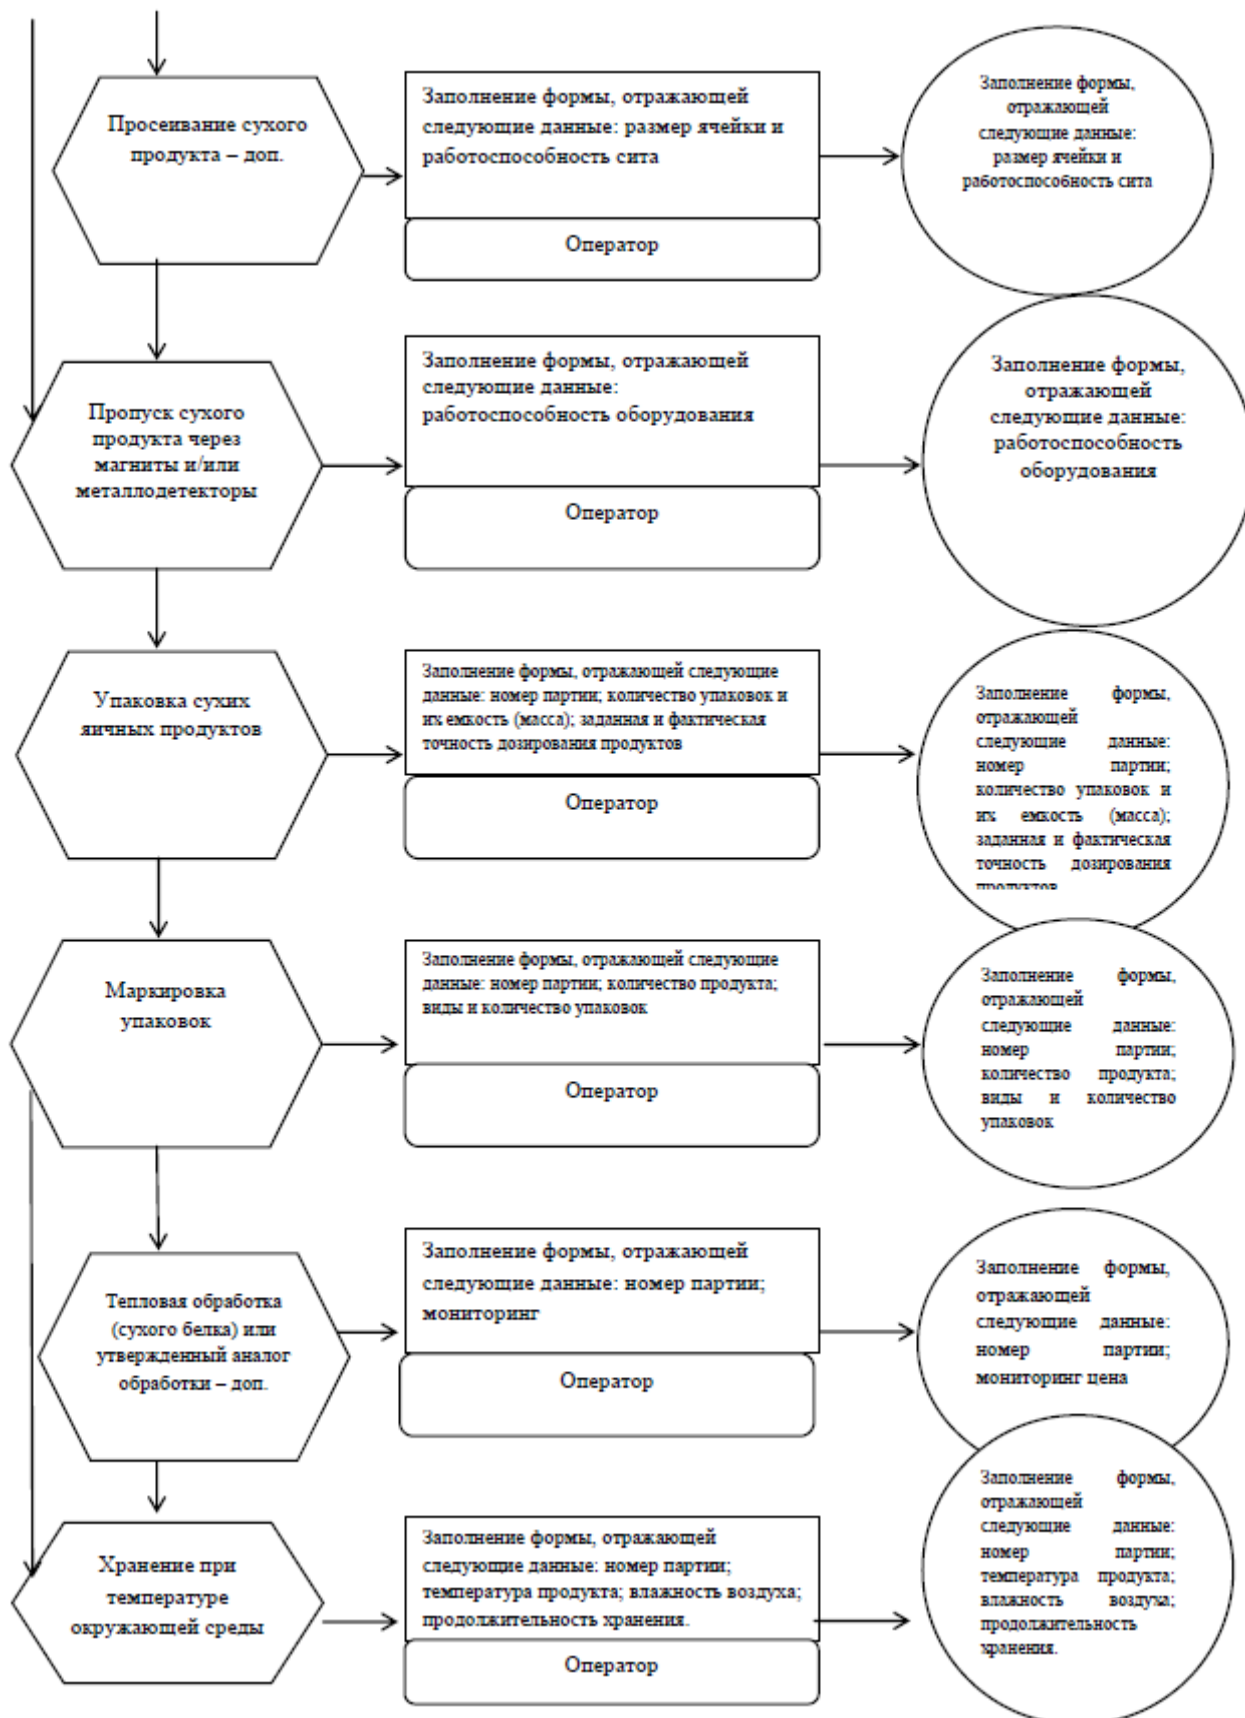 Просеивание сухого
продукта – доп.
Заполнение формы, отражающей
следующие данные: размер ячейки и
работоспособность сита
Оператор
Заполнение формы,
отражающей
следующие данные:
размер ячейки и
работоспособность сита
Пропуск сухого
продукта через
магниты и/или
металлодетекторы
Заполнение формы, отражающей
следующие данные:
работоспособность оборудования
Оператор
Заполнение формы,
отражающей
следующие данные:
работоспособность
оборудования
Упаковка сухих
яичных продуктов
Заполнение формы, отражающей следующие
данные: номер партии; количество упаковок и
их емкость (масса); заданная и фактическая
точность дозирования продуктов
Оператор
Заполнение формы,
отражающей
следующие данные:
номер партии;
количество упаковок и
их емкость (масса);
заданная и фактическая
точность дозирования
продуктов
Маркировка
упаковок
Заполнение формы, отражающей следующие
данные: номер партии; количество продукта;
виды и количество упаковок
Оператор
Заполнение формы,
отражающей
следующие данные:
номер партии;
количество продукта;
виды и количество
упаковок
Тепловая обработка
(сухого белка) или
утвержденный аналог
обработки – доп.
Заполнение формы, отражающей
следующие данные: номер партии;
мониторинг
Оператор
Заполнение формы,
отражающей
следующие данные:
номер партии;
мониторинг цена
Хранение при
температуре
окружающей среды
Заполнение формы, отражающей
следующие данные: номер партии;
температура продукта; влажность воздуха;
продолжительность хранения.
Оператор
Заполнение формы,
отражающей
следующие данные:
номер партии;
температура продукта;
влажность воздуха;
продолжительность
хранения.